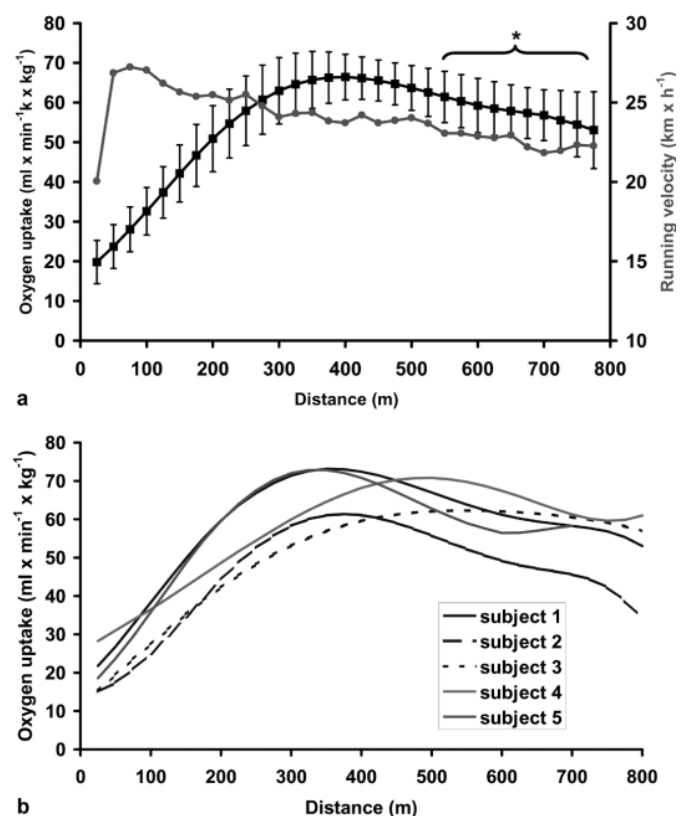 80
70
60
50
40
30
20
10
0
Oxygen uptake (ml x min⁻¹k x kg⁻¹)
30
25
20
15
10
Running velocity (km x h⁻¹)
*
0 100 200 300 400 500 600 700 800
Distance (m)
a
80
70
60
50
40
30
20
10
0
Oxygen uptake (ml x min⁻¹ x kg⁻¹)
subject 1
subject 2
subject 3
subject 4
subject 5
0 100 200 300 400 500 600 700 800
Distance (m)
b